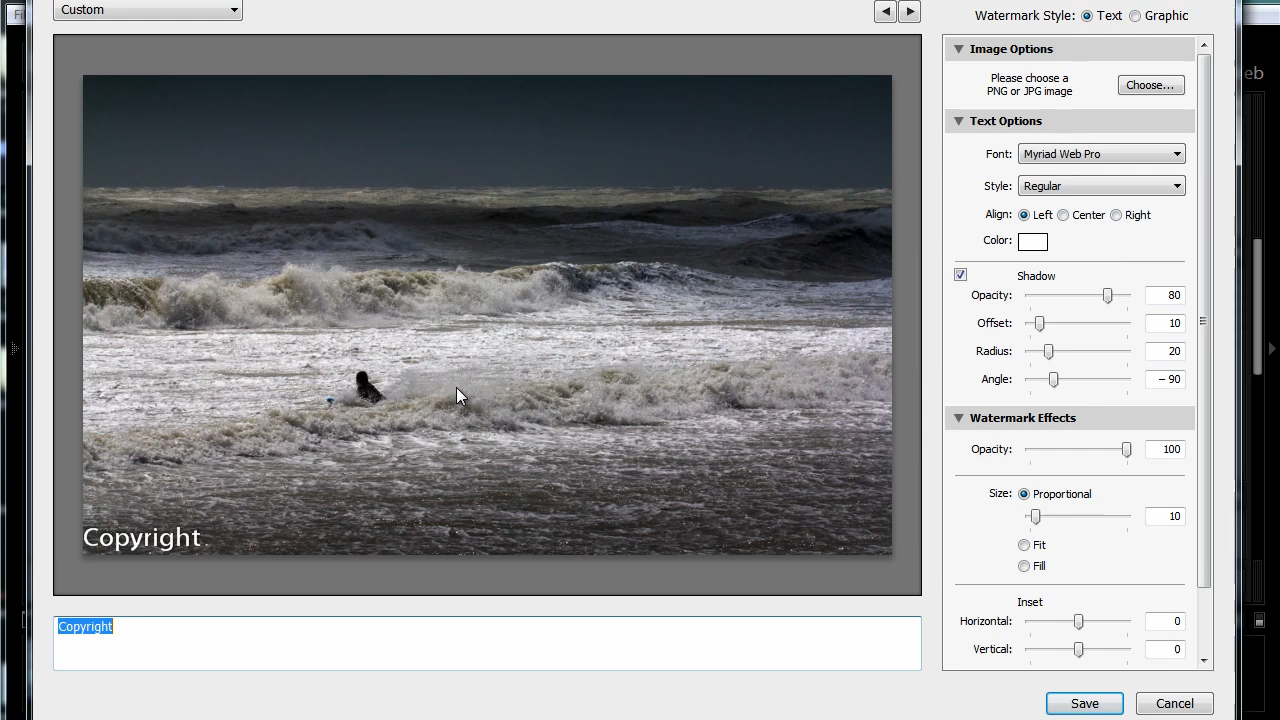 Fi
Custom
Watermark Style: Text Graphic
Image Options
Please choose a
PNG or JPG image
Choose...
eb
Text Options
Font: Myriad Web Pro
Style: Regular
Align: Left Center Right
Color:
Shadow
Opacity: 80
Offset: 10
Radius: 20
Angle: – 90
Watermark Effects
Opacity: 100
Size: Proportional
10
Fit
Fill
Inset
Horizontal: 0
Vertical: 0
Copyright
Copyright
Save Cancel